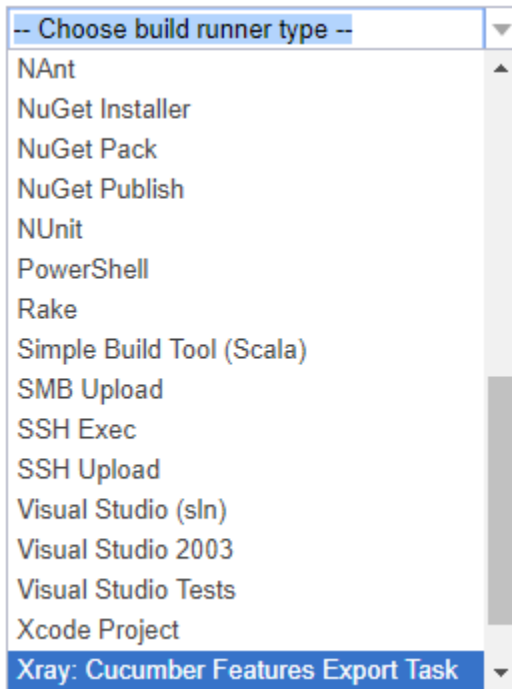 -- Choose build runner type --
NAnt
NuGet Installer
NuGet Pack
NuGet Publish
NUnit
PowerShell
Rake
Simple Build Tool (Scala)
SMB Upload
SSH Exec
SSH Upload
Visual Studio (sln)
Visual Studio 2003
Visual Studio Tests
Xcode Project
Xray: Cucumber Features Export Task